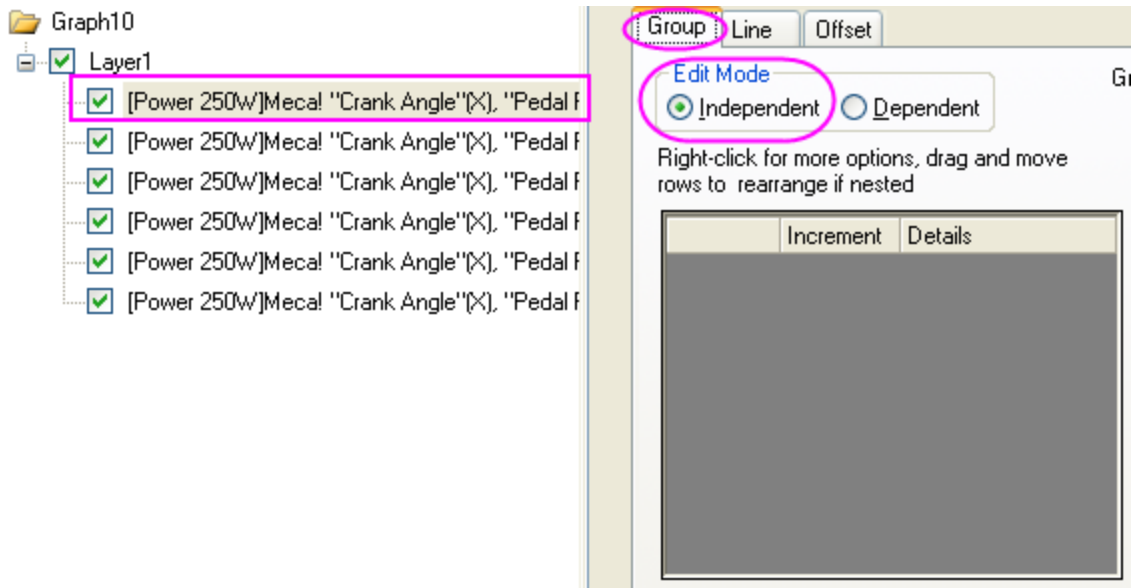 Graph10
Layer1
[Power 250W]Meca! "Crank Angle"(X), "Pedal
[Power 250W]Meca! "Crank Angle"(X), "Pedal
[Power 250W]Meca! "Crank Angle"(X), "Pedal
[Power 250W]Meca! "Crank Angle"(X), "Pedal
[Power 250W]Meca! "Crank Angle"(X), "Pedal
[Power 250W]Meca! "Crank Angle"(X), "Pedal
Group Line Offset
Edit Mode
Independent Dependent
Right-click for more options, drag and move
rows to rearrange if nested
Increment Details